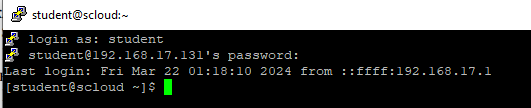 student@scloud:~
login as: student
student@192.168.17.131's password:
Last login: Fri Mar 22 01:18:10 2024 from ::ffff:192.168.17.1
[student@scloud ~]$